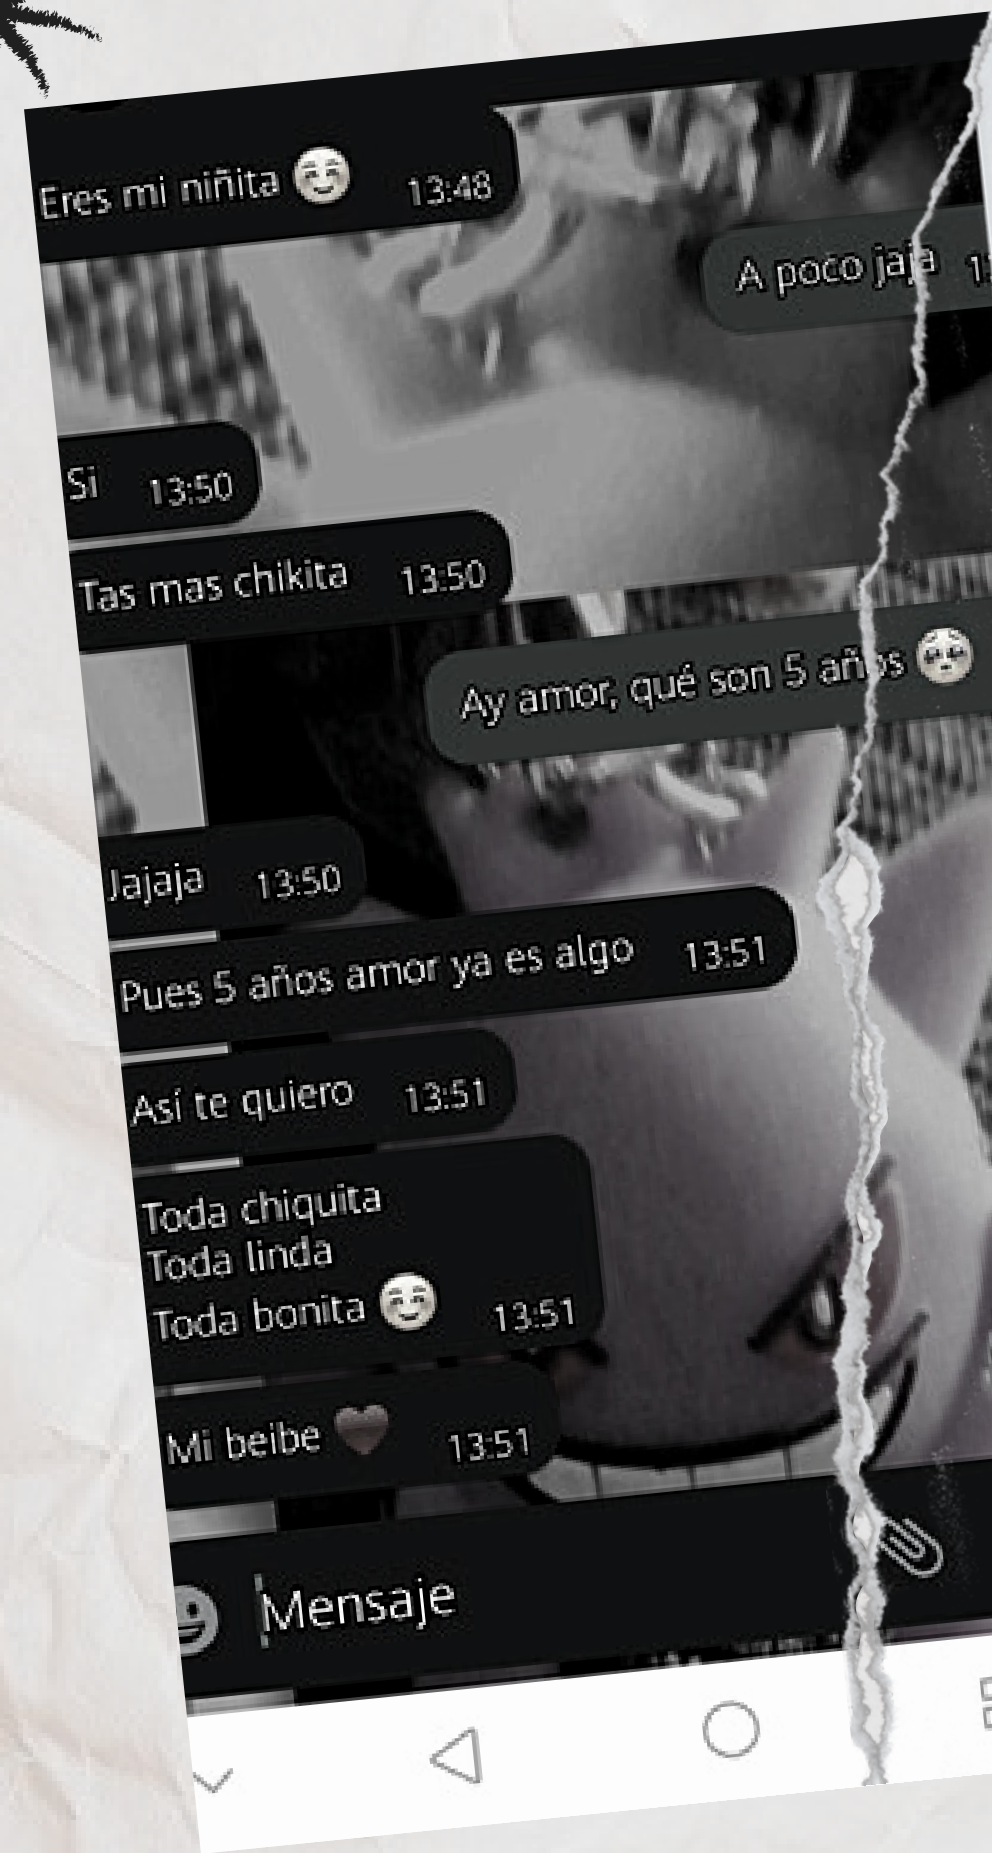 Eres mi niñita 😊 13:48
A poco jaja
Si 13:50
Tas mas chikita 13:50
Ay amor, qué son 5 años 🥺
Jajaja 13:50
Pues 5 años amor ya es algo 13:51
Así te quiero 13:51
Toda chiquita
Toda linda
Toda bonita 😊 13:51
Mi beibe 🖤 13:51
Mensaje